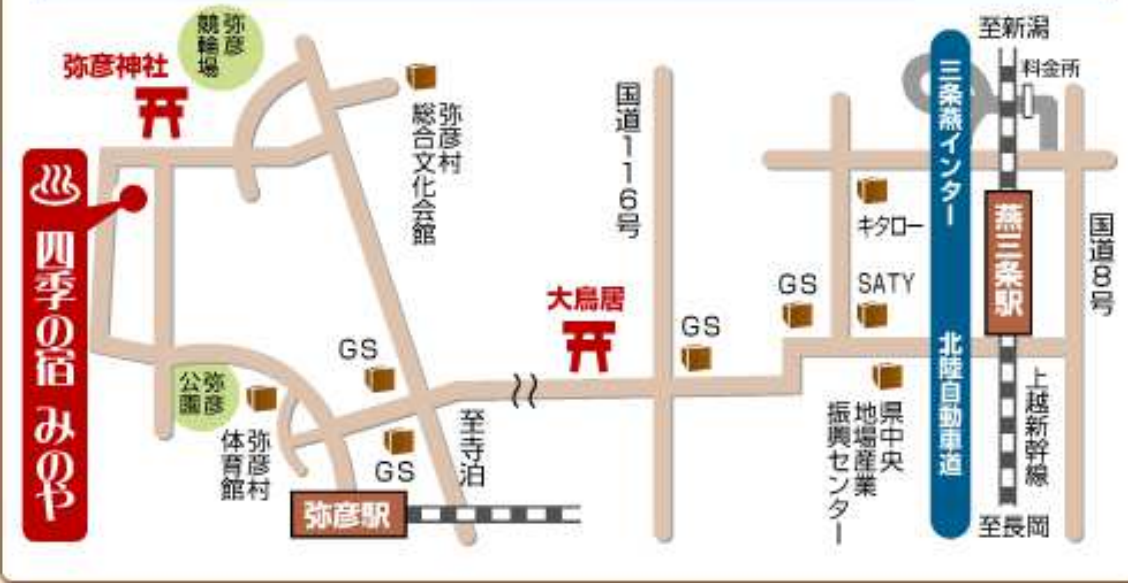 弥彦
競輪場
弥彦神社
♨ 四季の宿 みのや
弥彦村
総合文化会館
国道116号
大鳥居
GS
GS
GS
GS
弥彦
公園
弥彦村
体育館
弥彦駅
至寺泊
キタロー
SATY
県中央
地場産業
振興センター
三条燕インター
北陸自動車道
至新潟
料金所
燕三条駅
国道8号
上越新幹線
至長岡